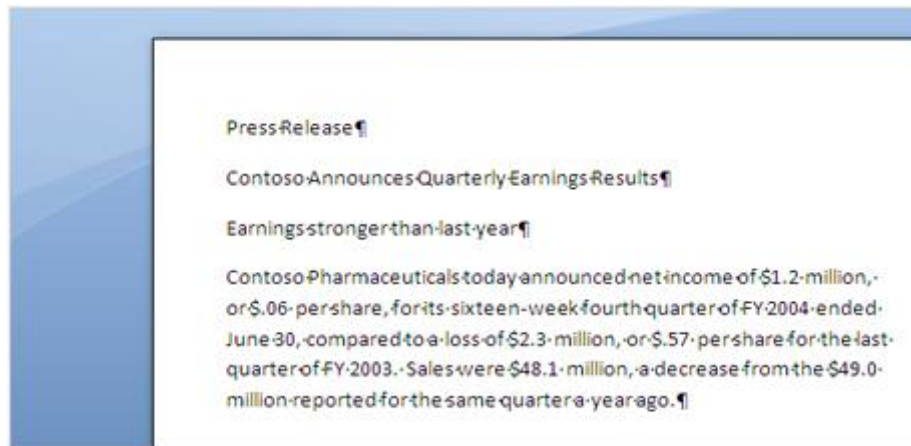 Press·Release¶
Contoso·Announces·Quarterly·Earnings·Results¶
Earnings·stronger·than·last·year¶
Contoso·Pharmaceuticals·today·announced·net·income·of·$1.2·million,·
or·$.06·per·share,·for·its·sixteen-week·fourth·quarter·of·FY·2004·ended·
June·30,·compared·to·a·loss·of·$2.3·million,·or·$.57·per·share·for·the·last·
quarter·of·FY·2003.·Sales·were·$48.1·million,·a·decrease·from·the·$49.0·
million·reported·for·the·same·quarter·a·year·ago.¶